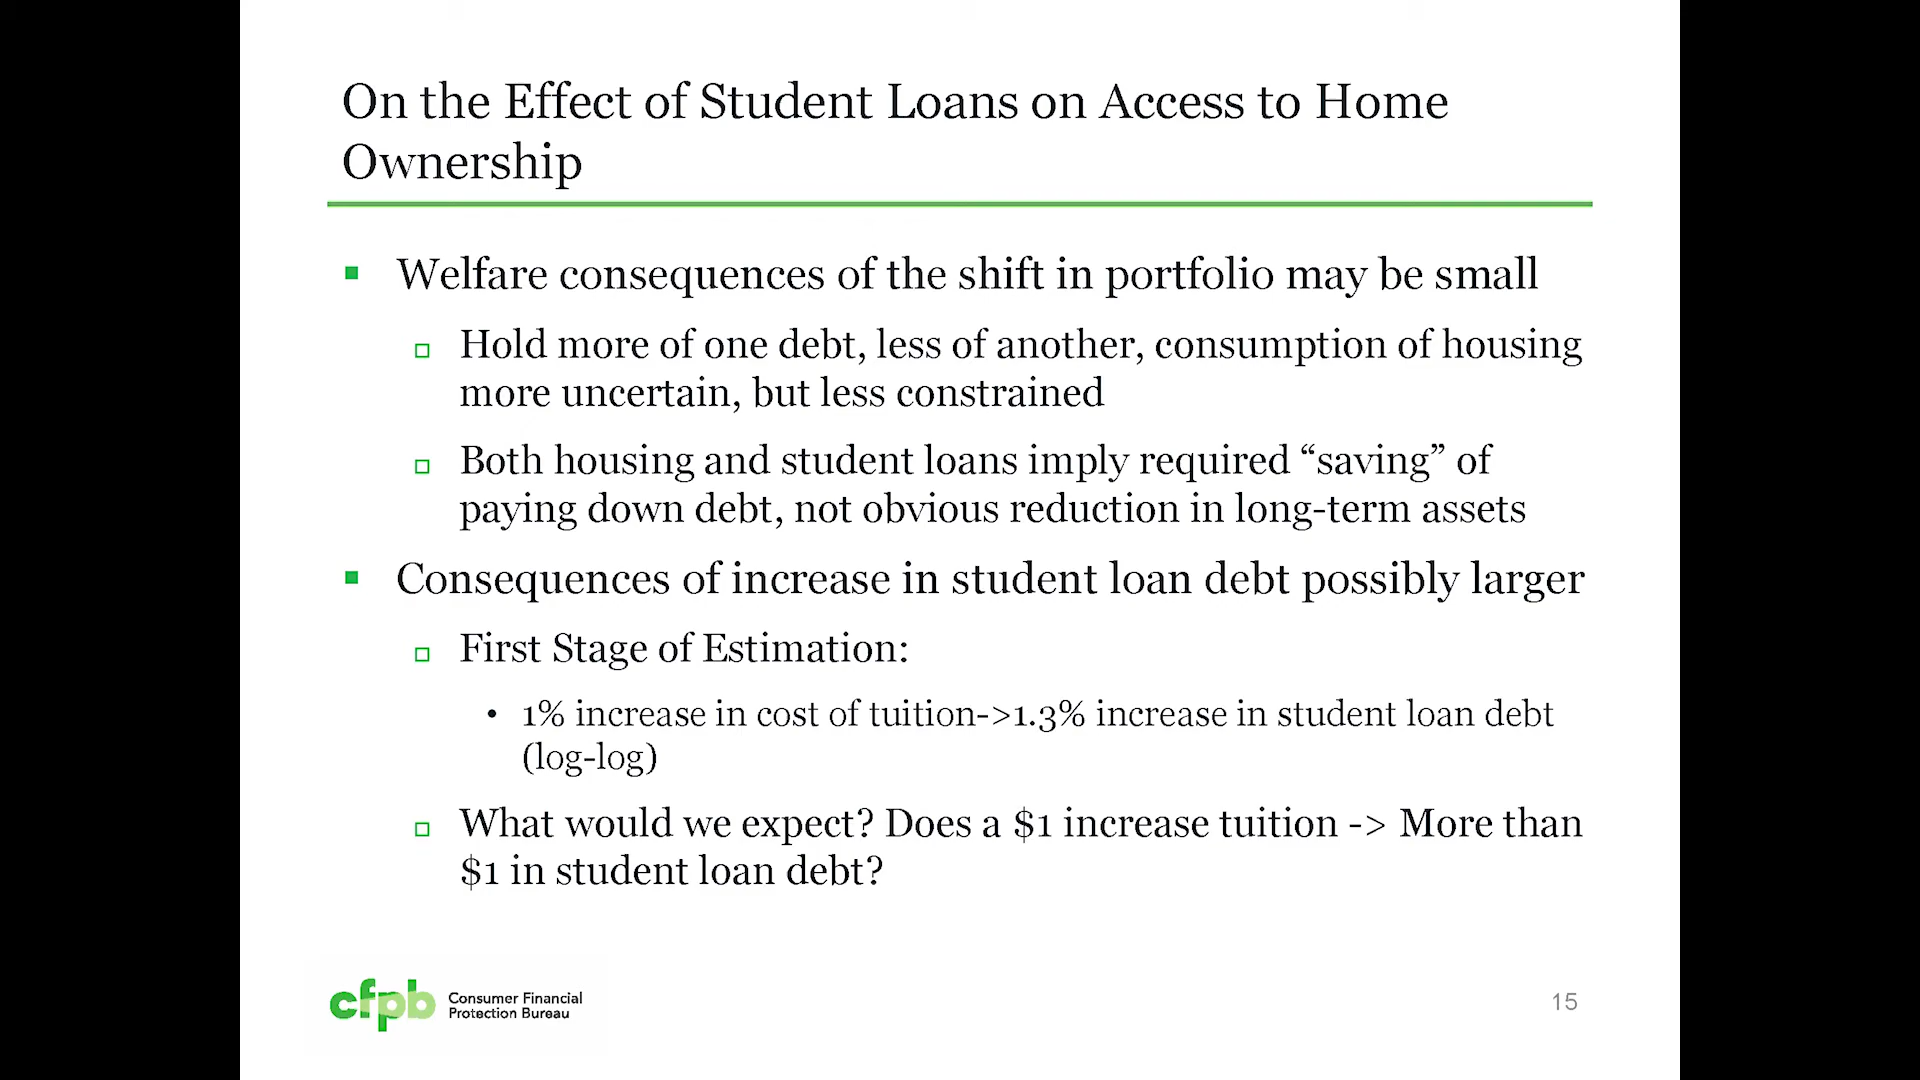 On the Effect of Student Loans on Access to Home
Ownership
Welfare consequences of the shift in portfolio may be small
Hold more of one debt, less of another, consumption of housing
more uncertain, but less constrained
Both housing and student loans imply required “saving” of
paying down debt, not obvious reduction in long-term assets
Consequences of increase in student loan debt possibly larger
First Stage of Estimation:
1% increase in cost of tuition->1.3% increase in student loan debt
(log-log)
What would we expect? Does a $1 increase tuition -> More than
$1 in student loan debt?
cfpb Consumer Financial
Protection Bureau
15